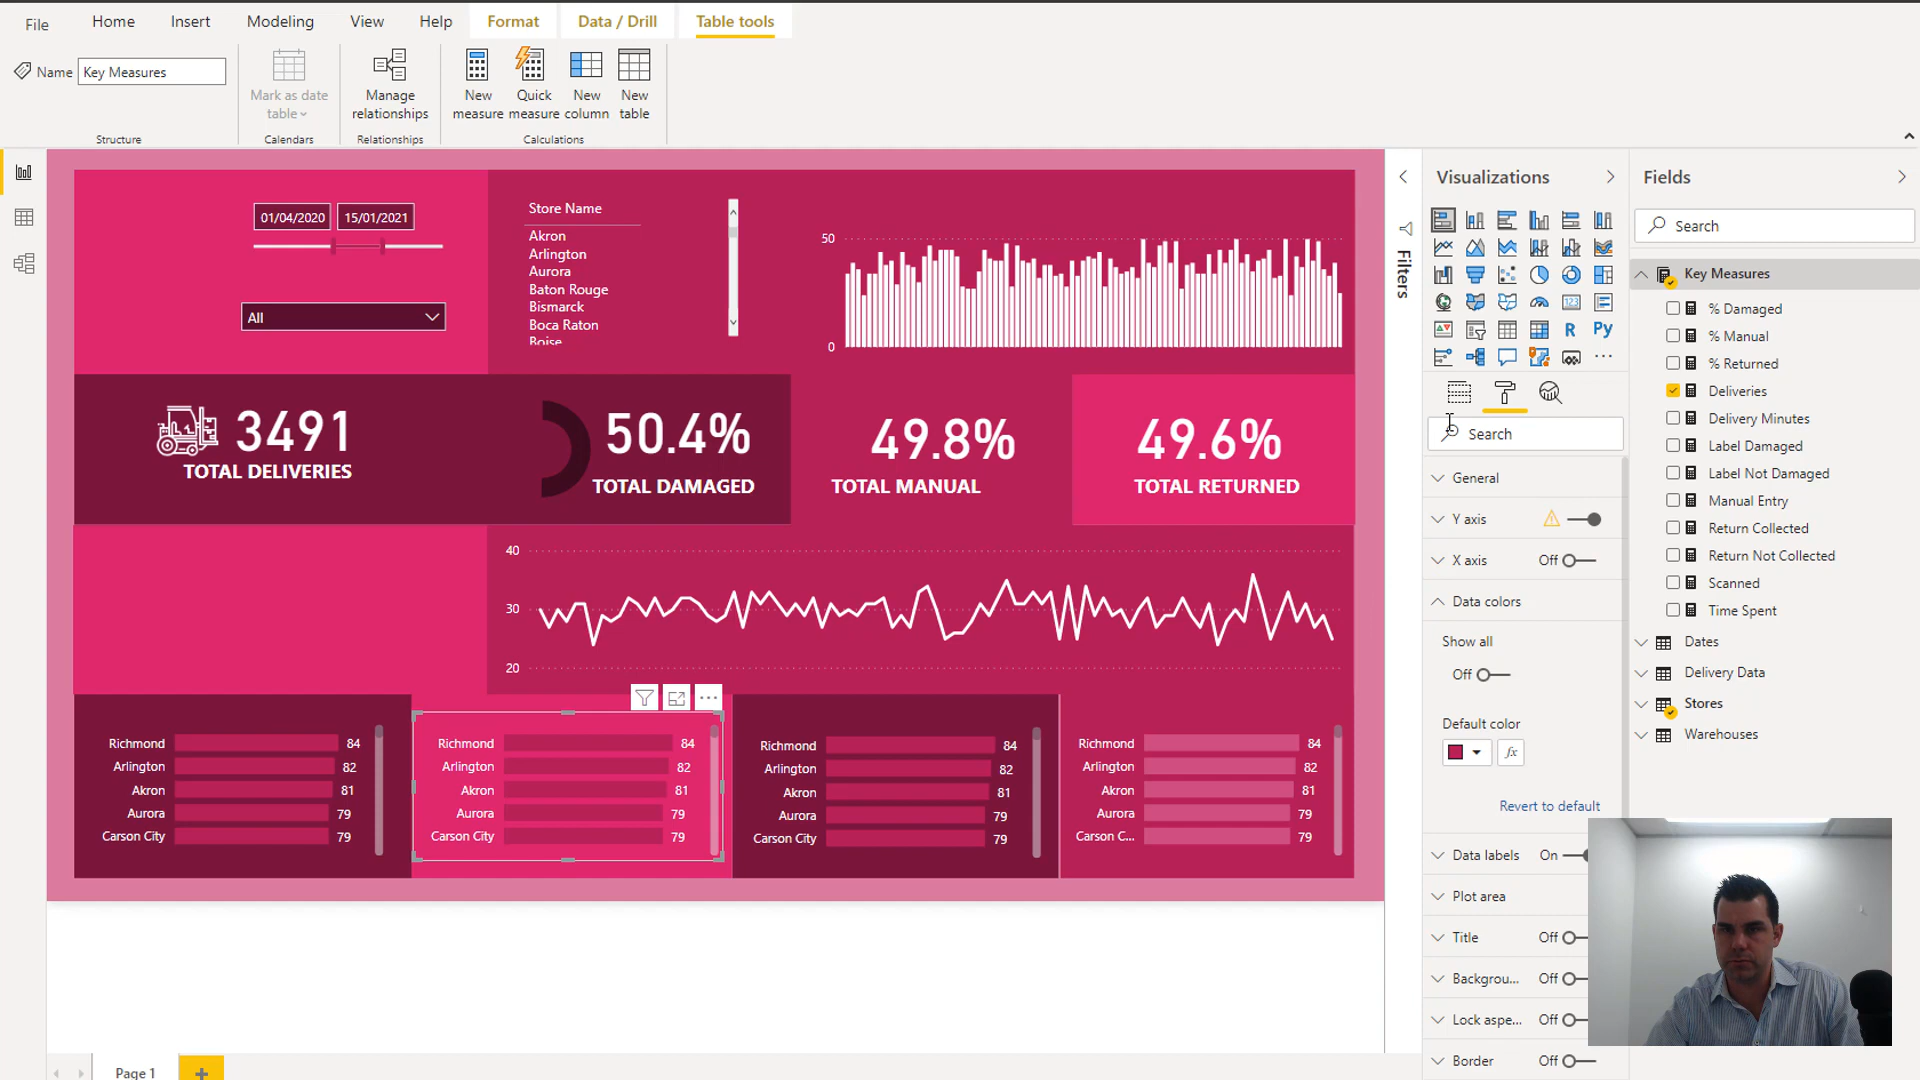 File Home Insert Modeling View Help Format Data / Drill Table tools
Name Key Measures
Mark as date table
Manage relationships
New measure
Quick measure
New column
New table
Structure Calendars Relationships Calculations
01/04/2020 15/01/2021
All
Store Name
Akron
Arlington
Aurora
Baton Rouge
Bismarck
Boca Raton
Boise
50
0
3491
TOTAL DELIVERIES
50.4%
TOTAL DAMAGED
49.8%
TOTAL MANUAL
49.6%
TOTAL RETURNED
40
30
20
Richmond 84
Arlington 82
Akron 81
Aurora 79
Carson City 79
Richmond 84
Arlington 82
Akron 81
Aurora 79
Carson City 79
Richmond 84
Arlington 82
Akron 81
Aurora 79
Carson City 79
Richmond 84
Arlington 82
Akron 81
Aurora 79
Carson C... 79
Page 1
+
Filters
Visualizations
123
R Py
...
Search
General
Y axis
X axis Off
Data colors
Show all
Off
Default color
fx
Revert to default
Data labels On
Plot area
Title Off
Backgrou... Off
Lock aspe... Off
Border Off
Fields
Search
Key Measures
% Damaged
% Manual
% Returned
Deliveries
Delivery Minutes
Label Damaged
Label Not Damaged
Manual Entry
Return Collected
Return Not Collected
Scanned
Time Spent
Dates
Delivery Data
Stores
Warehouses